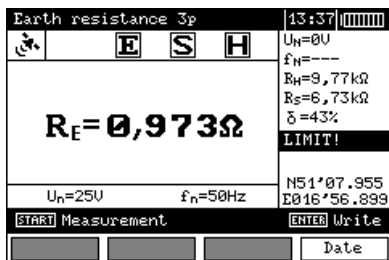 Earth resistance 3p 13:37
E S H
UN=0V
fN=---
RH=9,77kΩ
RS=6,73kΩ
δ=43%
RE=0,973Ω
LIMIT!
N51°07.955
E016°56.899
Un=25V fn=50Hz
START Measurement ENTER Write
Date